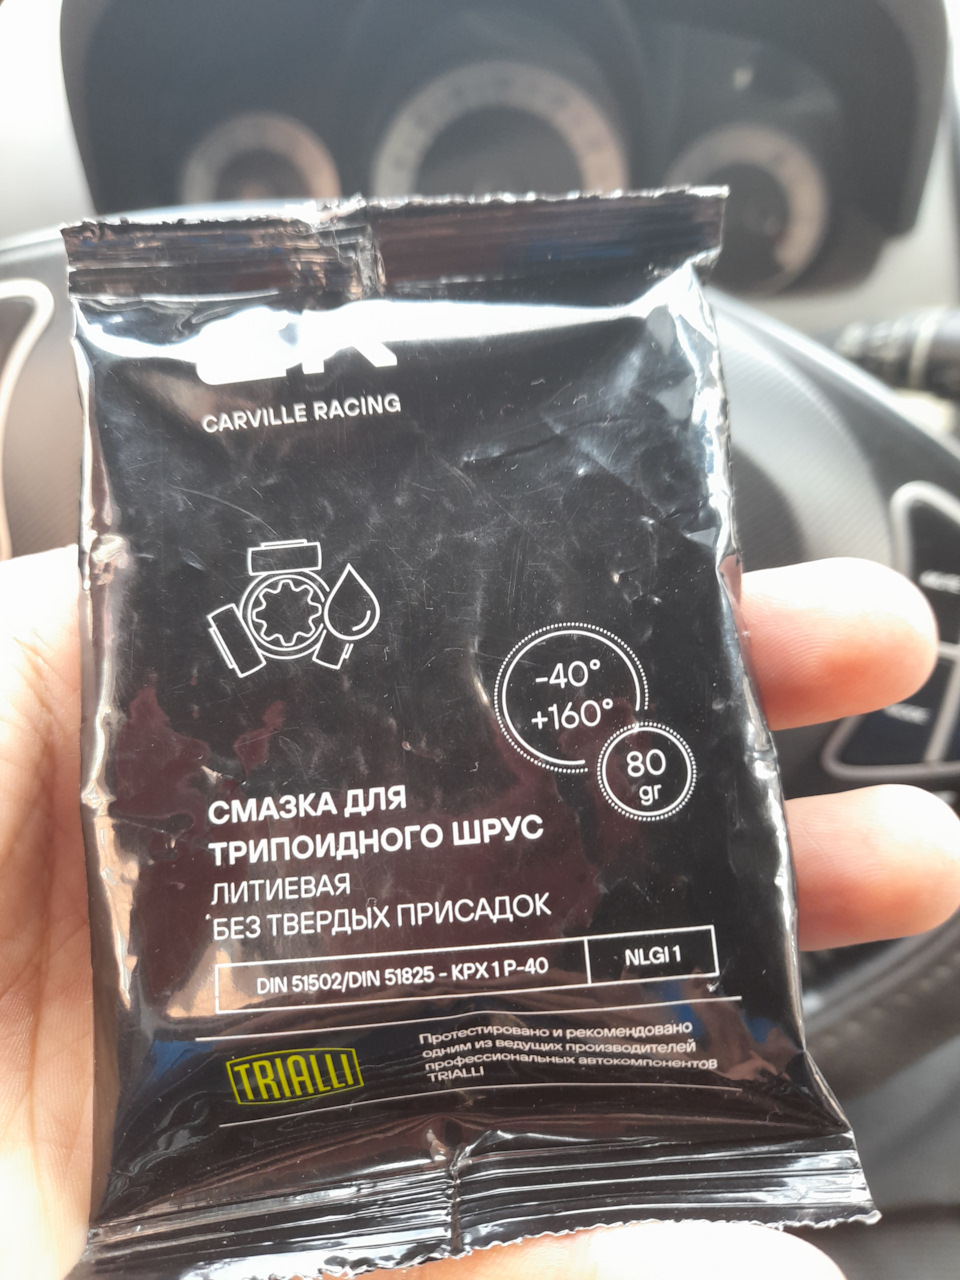 CARVILLE RACING
-40°
+160°
80
gr
СМАЗКА ДЛЯ
ТРИПОИДНОГО ШРУС
ЛИТИЕВАЯ
БЕЗ ТВЕРДЫХ ПРИСАДОК
DIN 51502/DIN 51825 - KPX 1 P-40
NLGI 1
TRIALLI
Протестировано и рекомендовано
одним из ведущих производителей
профессиональных автокомпонентов
TRIALLI